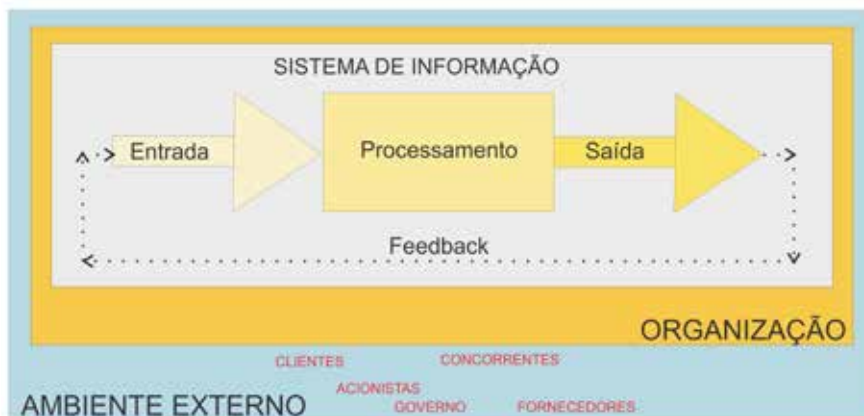 SISTEMA DE INFORMAÇÃO
Entrada
Processamento
Saída
Feedback
ORGANIZAÇÃO
CLIENTES
CONCORRENTES
ACIONISTAS
AMBIENTE EXTERNO
GOVERNO
FORNECEDORES